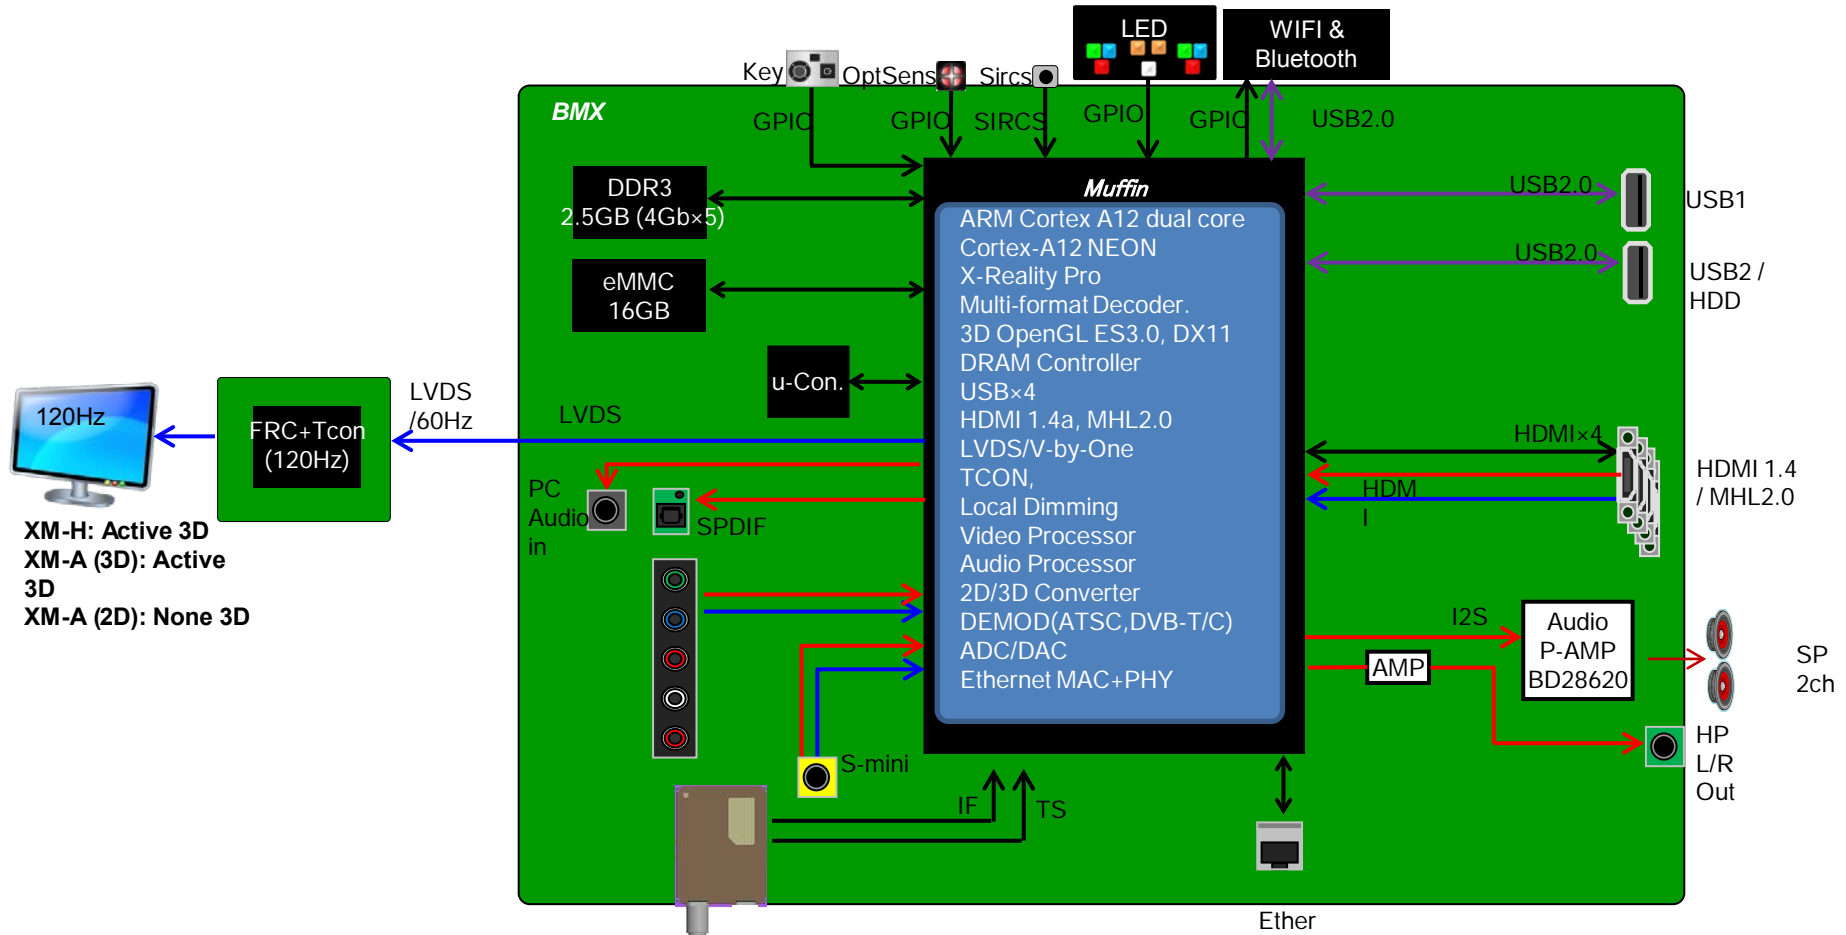 LED
WIFI &
Bluetooth
Key
OptSens
Sircs
BMX
GPIO
GPIO
SIRCS
GPIO
GPIO
USB2.0
DDR3
2.5GB (4Gb×5)
eMMC
16GB
u-Con.
Muffin
ARM Cortex A12 dual core
Cortex-A12 NEON
X-Reality Pro
Multi-format Decoder.
3D OpenGL ES3.0, DX11
DRAM Controller
USB×4
HDMI 1.4a, MHL2.0
LVDS/V-by-One
TCON,
Local Dimming
Video Processor
Audio Processor
2D/3D Converter
DEMOD(ATSC,DVB-T/C)
ADC/DAC
Ethernet MAC+PHY
USB2.0
USB1
USB2.0
USB2 /
HDD
120Hz
FRC+Tcon
(120Hz)
LVDS
/60Hz
LVDS
XM-H: Active 3D
XM-A (3D): Active
3D
XM-A (2D): None 3D
PC
Audio
in
SPDIF
HDMI×4
HDM
I
HDMI 1.4
/ MHL2.0
I2S
Audio
P-AMP
BD28620
AMP
SP
2ch
HP
L/R
Out
S-mini
IF
TS
Ether